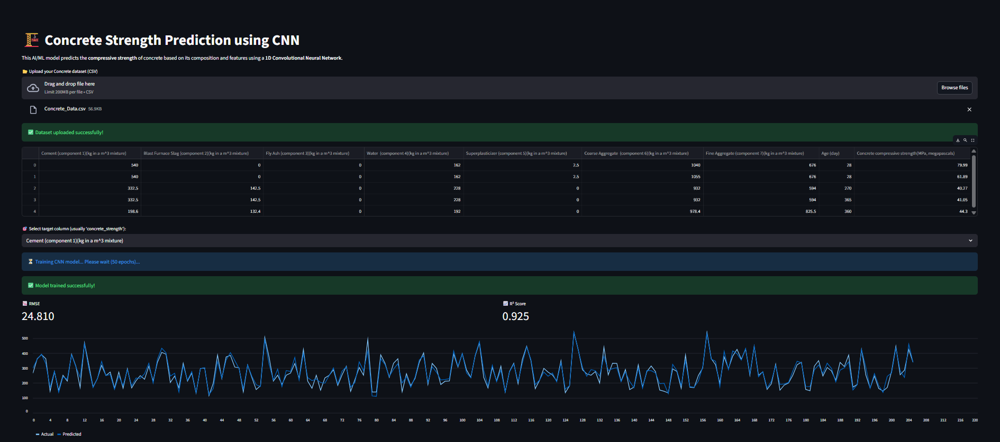 Concrete Strength Prediction using CNN
This AI/ML model predicts the compressive strength of concrete based on its composition and features using a 1D Convolutional Neural Network.
Upload your Concrete dataset (CSV)
Drag and drop file here
Limit 200MB per file • CSV
Browse files
Concrete_Data.csv 56.9KB
Dataset uploaded successfully!
Cement (component 1)(kg in a m^3 mixture) Blast Furnace Slag (component 2)(kg in a m^3 mixture) Fly Ash (component 3)(kg in a m^3 mixture) Water (component 4)(kg in a m^3 mixture) Superplasticizer (component 5)(kg in a m^3 mixture) Coarse Aggregate (component 6)(kg in a m^3 mixture) Fine Aggregate (component 7)(kg in a m^3 mixture) Age (day) Concrete compressive strength(MPa, megapascals)
0 540 0 0 162 2.5 1040 676 28 79.99
1 540 0 0 162 2.5 1055 676 28 61.89
2 332.5 142.5 0 228 0 932 594 270 40.27
3 332.5 142.5 0 228 0 932 594 365 41.05
4 198.6 132.4 0 192 0 978.4 825.5 360 44.3
Select target column (usually 'concrete_strength'):
Cement (component 1)(kg in a m^3 mixture)
Training CNN model... Please wait (50 epochs)...
Model trained successfully!
RMSE
24.810
R² Score
0.925
500
400
300
200
100
0
0 4 8 12 16 20 24 28 32 36 40 44 48 52 56 60 64 68 72 76 80 84 88 92 96 100 104 108 112 116 120 124 128 132 136 140 144 148 152 156 160 164 168 172 176 180 184 188 192 196 200 204 208 212 216 220
Actual Predicted